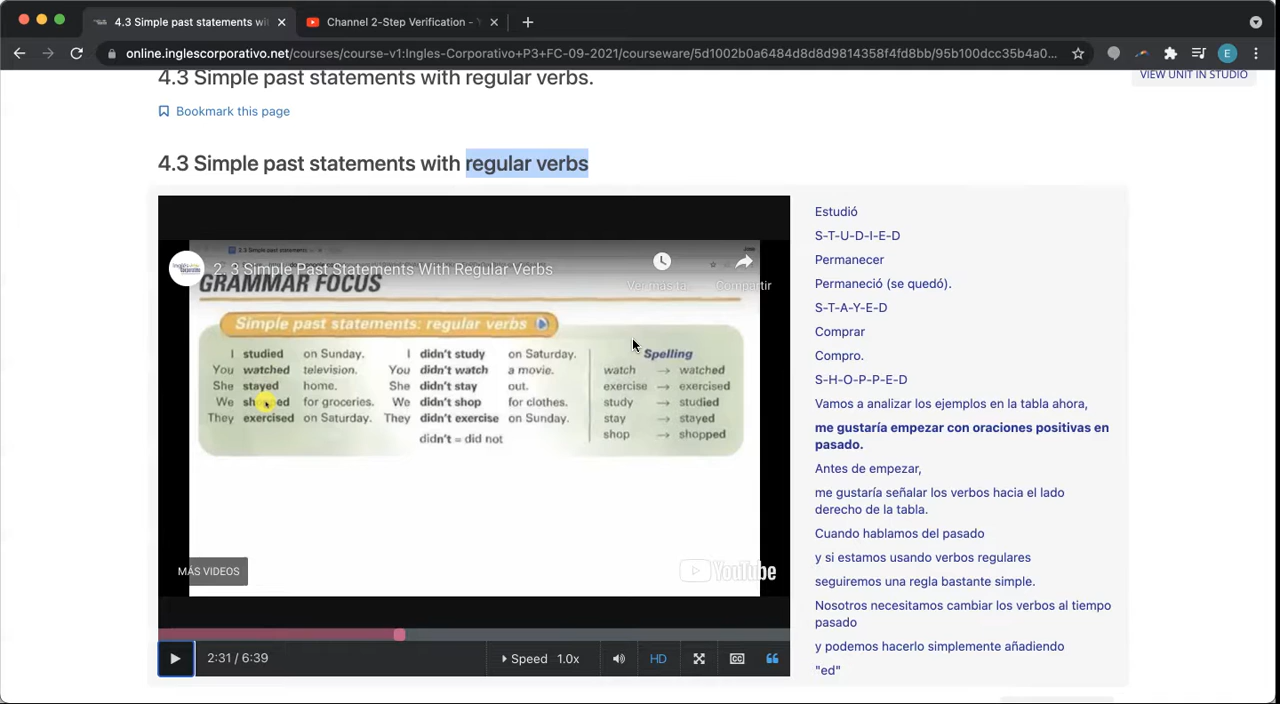 4.3 Simple past statements wit
Channel 2-Step Verification - Y
online.inglescorporativo.net/courses/course-v1:Ingles-Corporativo+P3+FC-09-2021/courseware/5d1002b0a6484d8d8d9814358f4fd8bb/95b100dcc35b4a0...
E
4.3 Simple past statements with regular verbs.
VIEW UNIT IN STUDIO
Bookmark this page
4.3 Simple past statements with regular verbs
2. 3 Simple Past Statements With Regular Verbs
Ver más ta...
Compartir
GRAMMAR FOCUS
Simple past statements: regular verbs
I studied on Sunday. I didn't study on Saturday. Spelling
You watched television. You didn't watch a movie. watch → watched
She stayed home. She didn't stay out. exercise → exercised
We for groceries. We didn't shop for clothes. study → studied
They exercised on Saturday. They didn't exercise on Sunday. stay → stayed
didn't = did not shop → shopped
MÁS VIDEOS
YouTube
2:31 / 6:39
Speed 1.0x
HD
CC
Estudió
S-T-U-D-I-E-D
Permanecer
Permaneció (se quedó).
S-T-A-Y-E-D
Comprar
Compro.
S-H-O-P-P-E-D
Vamos a analizar los ejemplos en la tabla ahora,
me gustaría empezar con oraciones positivas en
pasado.
Antes de empezar,
me gustaría señalar los verbos hacia el lado
derecho de la tabla.
Cuando hablamos del pasado
y si estamos usando verbos regulares
seguiremos una regla bastante simple.
Nosotros necesitamos cambiar los verbos al tiempo
pasado
y podemos hacerlo simplemente añadiendo
"ed"